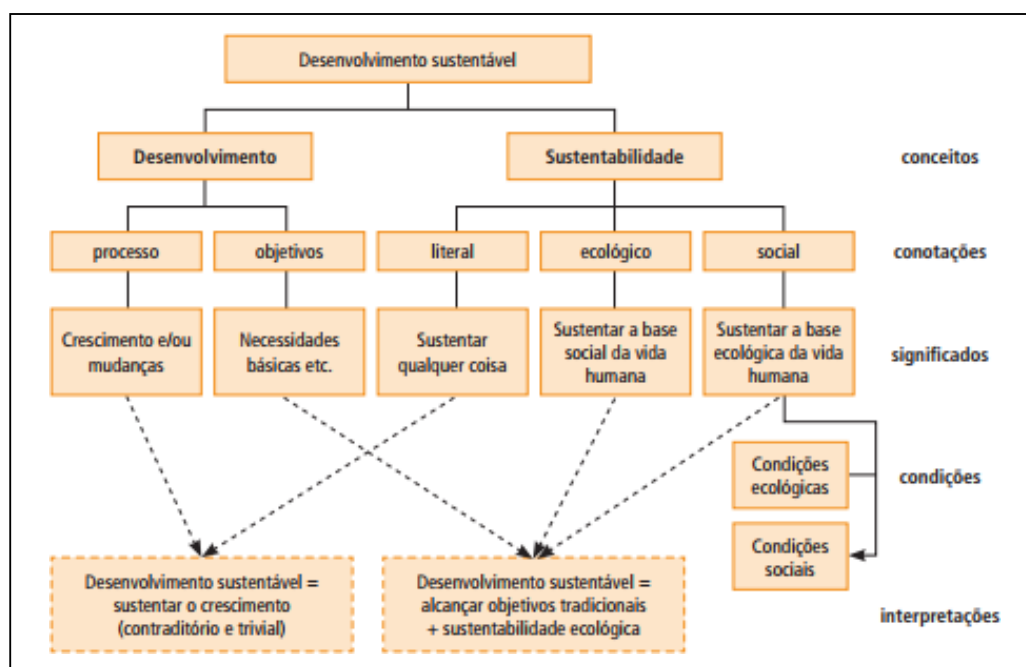 Desenvolvimento sustentável
Desenvolvimento
Sustentabilidade
conceitos
processo
objetivos
literal
ecológico
social
conotações
Crescimento e/ou
mudanças
Necessidades
básicas etc.
Sustentar
qualquer coisa
Sustentar a base
social da vida
humana
Sustentar a base
ecológica da vida
humana
significados
Condições
ecológicas
condições
Condições
sociais
Desenvolvimento sustentável =
sustentar o crescimento
(contraditório e trivial)
Desenvolvimento sustentável =
alcançar objetivos tradicionais
+ sustentabilidade ecológica
interpretações